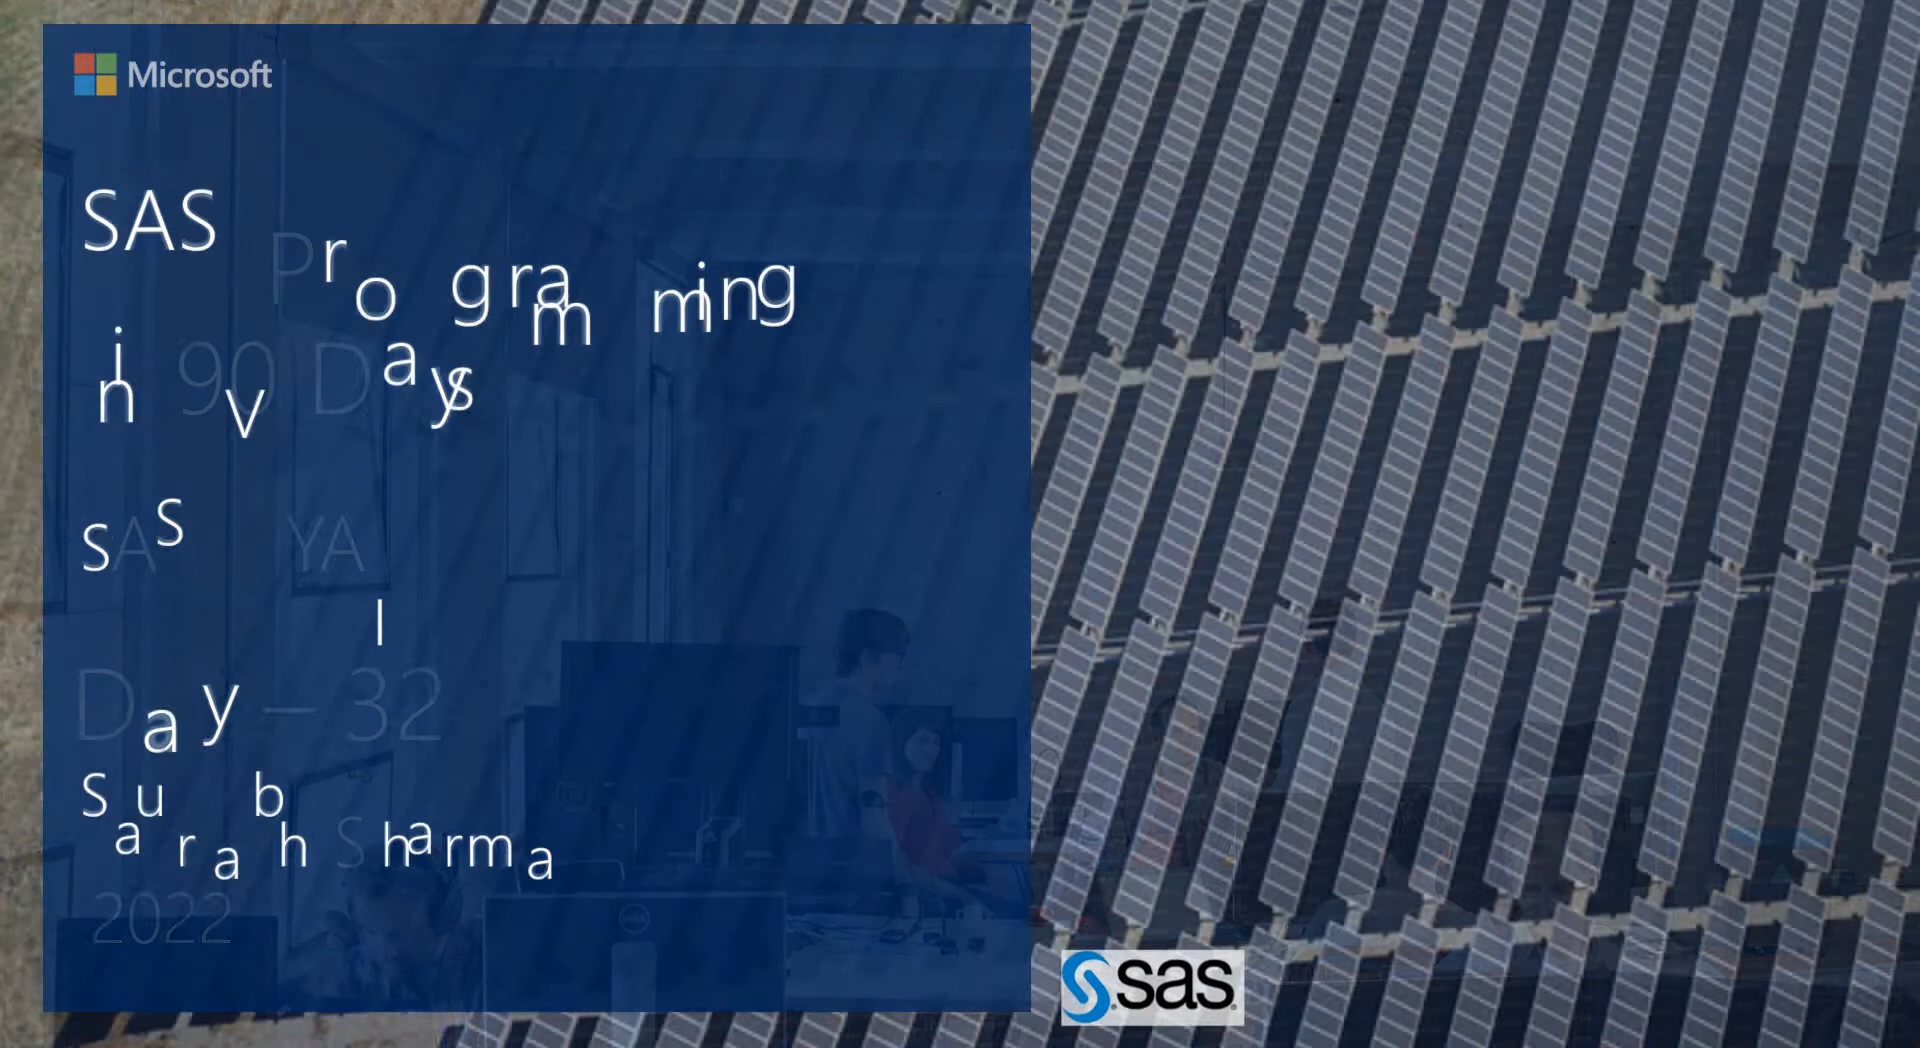 Microsoft
SAS Programming
in 90 Days
SAS
Day – 32
Saurabh Sharma
2022
sas